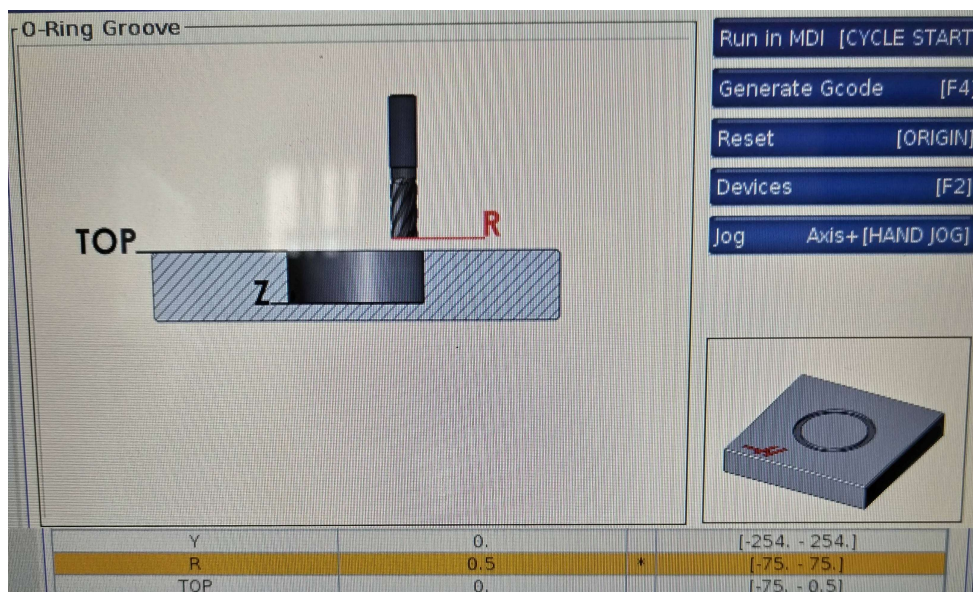 O-Ring Groove
TOP
R
Z
Run in MDI [CYCLE START
Generate Gcode [F4]
Reset [ORIGIN]
Devices [F2]
Jog Axis+[HAND JOG]
Y 0. [-254. - 254.]
R 0.5 * [-75. - 75.]
TOP 0. [-75. - 0.5]